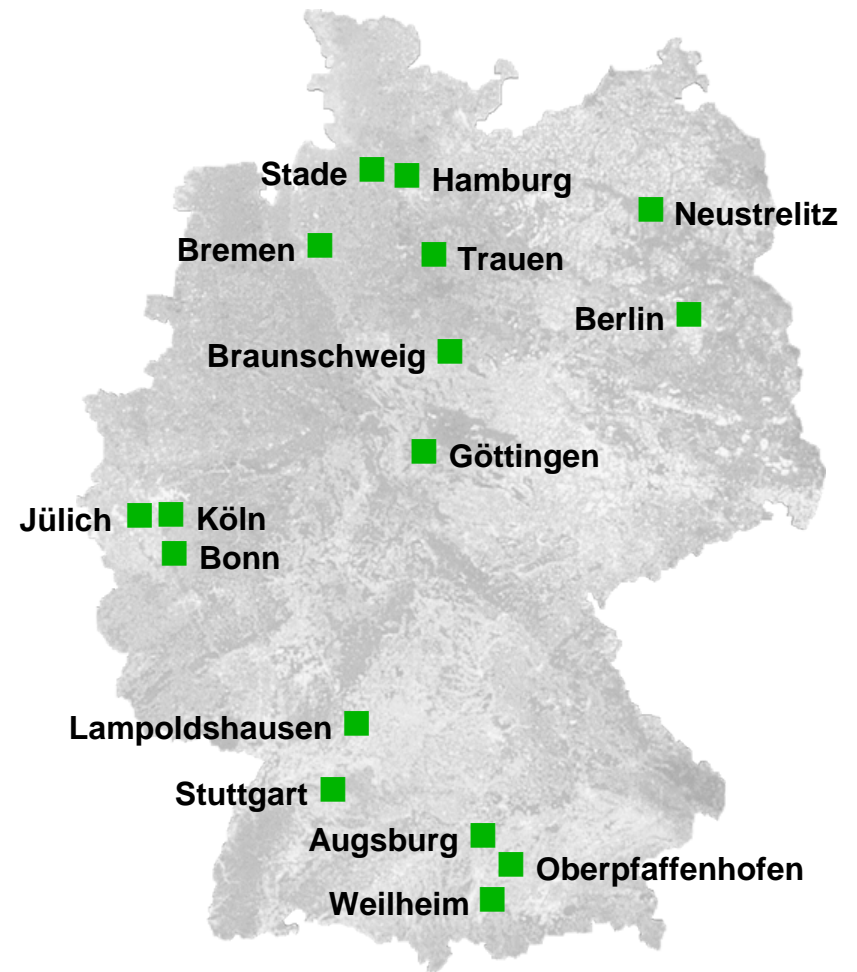 Stade
Hamburg
Neustrelitz
Bremen
Trauen
Berlin
Braunschweig
Göttingen
Jülich
Köln
Bonn
Lampoldshausen
Stuttgart
Augsburg
Oberpfaffenhofen
Weilheim